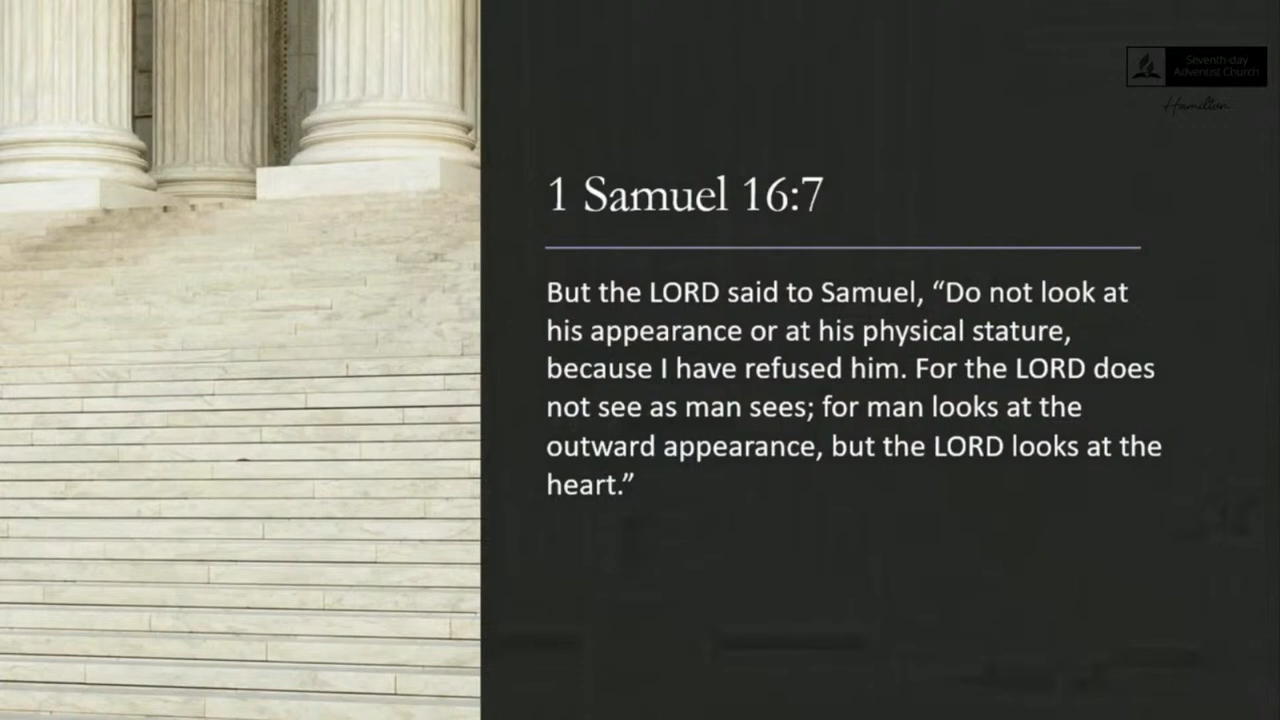 Seventh-day
Adventist Church
Hamilton
1 Samuel 16:7
But the LORD said to Samuel, “Do not look at
his appearance or at his physical stature,
because I have refused him. For the LORD does
not see as man sees; for man looks at the
outward appearance, but the LORD looks at the
heart.”